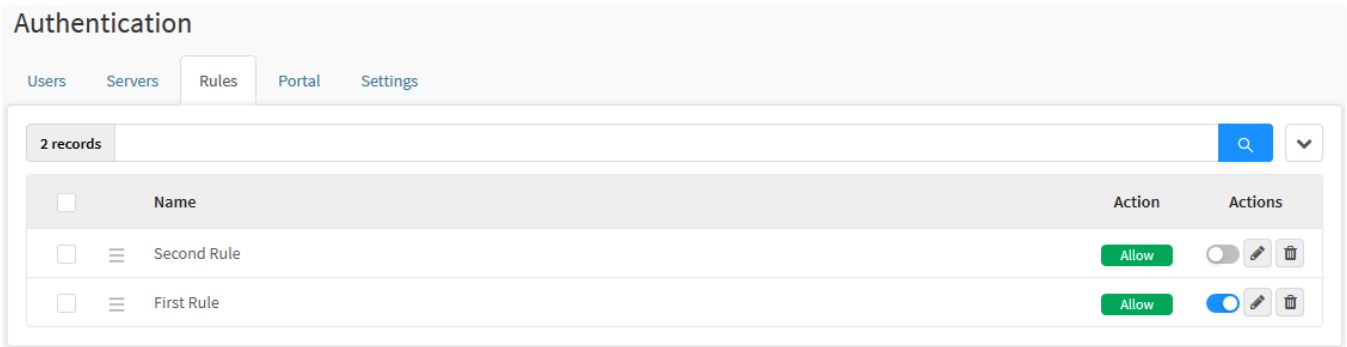 Authentication
Users Servers Rules Portal Settings
2 records
Name Action Actions
Second Rule Allow
First Rule Allow